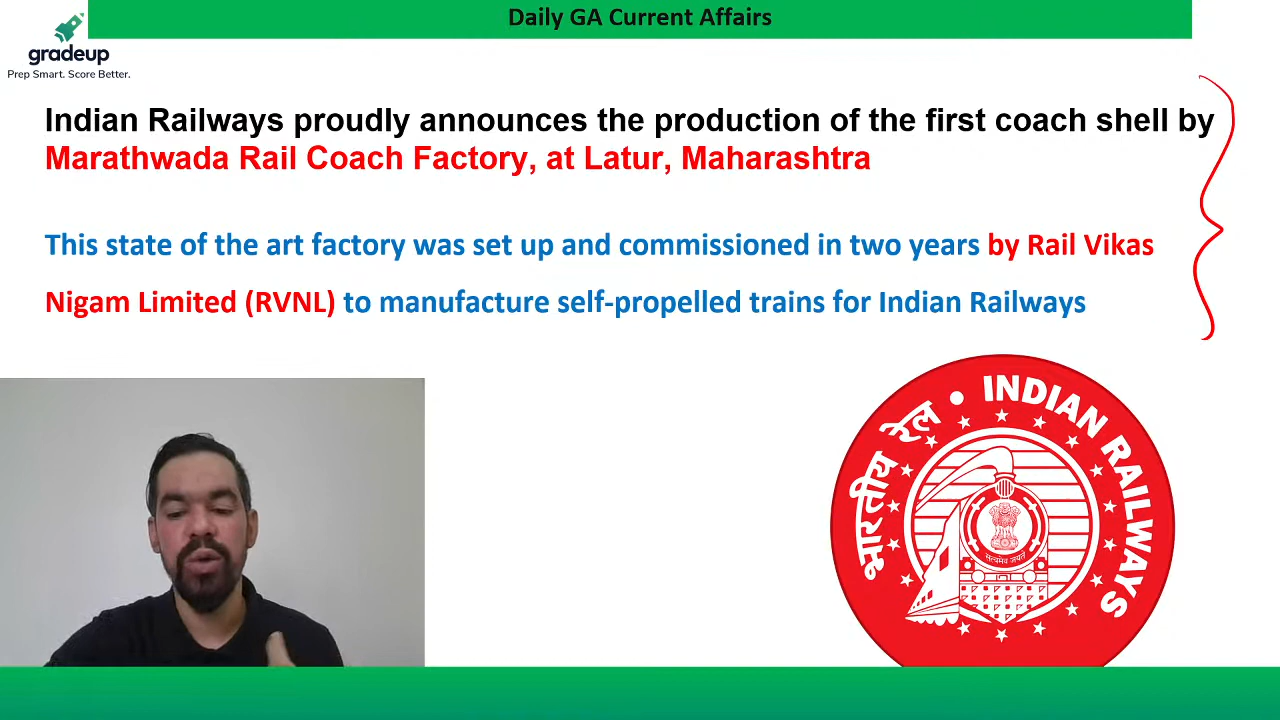 Daily GA Current Affairs
gradeup
Prep Smart. Score Better.
Indian Railways proudly announces the production of the first coach shell by
Marathwada Rail Coach Factory, at Latur, Maharashtra
This state of the art factory was set up and commissioned in two years by Rail Vikas
Nigam Limited (RVNL) to manufacture self-propelled trains for Indian Railways
भारतीय रेल • INDIAN RAILWAYS
सत्यमेव जयते